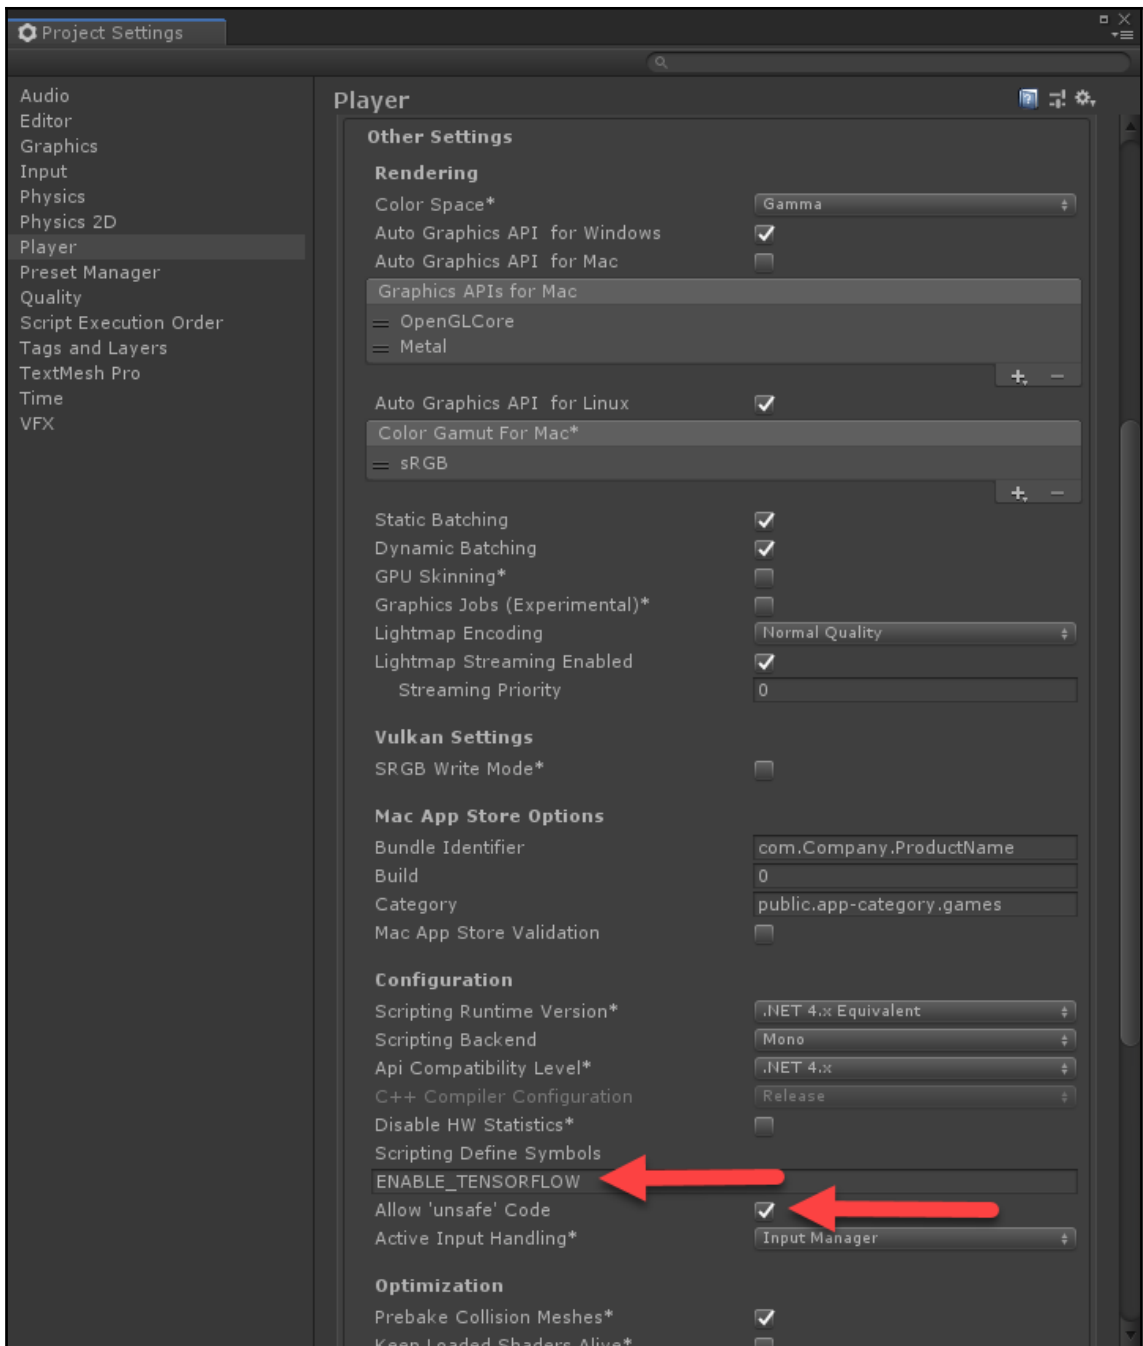 Project Settings
Audio
Editor
Graphics
Input
Physics
Physics 2D
Player
Preset Manager
Quality
Script Execution Order
Tags and Layers
TextMesh Pro
Time
VFX
Player
Other Settings
Rendering
Color Space* Gamma
Auto Graphics API for Windows
Auto Graphics API for Mac
Graphics APIs for Mac
OpenGLCore
Metal
Auto Graphics API for Linux
Color Gamut For Mac*
sRGB
Static Batching
Dynamic Batching
GPU Skinning*
Graphics Jobs (Experimental)*
Lightmap Encoding Normal Quality
Lightmap Streaming Enabled
Streaming Priority 0
Vulkan Settings
SRGB Write Mode*
Mac App Store Options
Bundle Identifier com.Company.ProductName
Build 0
Category public.app-category.games
Mac App Store Validation
Configuration
Scripting Runtime Version* .NET 4.x Equivalent
Scripting Backend Mono
Api Compatibility Level* .NET 4.x
C++ Compiler Configuration Release
Disable HW Statistics*
Scripting Define Symbols
ENABLE_TENSORFLOW
Allow 'unsafe' Code
Active Input Handling* Input Manager
Optimization
Prebake Collision Meshes*
Keep Loaded Shaders Alive*